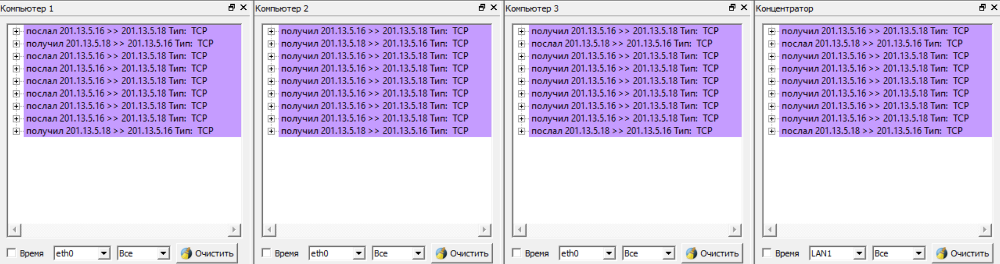 Компьютер 1
послал 201.13.5.16 >> 201.13.5.18 Тип: TCP
получил 201.13.5.18 >> 201.13.5.16 Тип: TCP
послал 201.13.5.16 >> 201.13.5.18 Тип: TCP
послал 201.13.5.16 >> 201.13.5.18 Тип: TCP
послал 201.13.5.16 >> 201.13.5.18 Тип: TCP
послал 201.13.5.16 >> 201.13.5.18 Тип: TCP
послал 201.13.5.16 >> 201.13.5.18 Тип: TCP
послал 201.13.5.16 >> 201.13.5.18 Тип: TCP
получил 201.13.5.18 >> 201.13.5.16 Тип: TCP
Время eth0 Все Очистить
Компьютер 2
получил 201.13.5.16 >> 201.13.5.18 Тип: TCP
получил 201.13.5.18 >> 201.13.5.16 Тип: TCP
получил 201.13.5.16 >> 201.13.5.18 Тип: TCP
получил 201.13.5.16 >> 201.13.5.18 Тип: TCP
получил 201.13.5.16 >> 201.13.5.18 Тип: TCP
получил 201.13.5.16 >> 201.13.5.18 Тип: TCP
получил 201.13.5.16 >> 201.13.5.18 Тип: TCP
получил 201.13.5.16 >> 201.13.5.18 Тип: TCP
получил 201.13.5.18 >> 201.13.5.16 Тип: TCP
Время eth0 Все Очистить
Компьютер 3
получил 201.13.5.16 >> 201.13.5.18 Тип: TCP
послал 201.13.5.18 >> 201.13.5.16 Тип: TCP
получил 201.13.5.16 >> 201.13.5.18 Тип: TCP
получил 201.13.5.16 >> 201.13.5.18 Тип: TCP
получил 201.13.5.16 >> 201.13.5.18 Тип: TCP
получил 201.13.5.16 >> 201.13.5.18 Тип: TCP
получил 201.13.5.16 >> 201.13.5.18 Тип: TCP
получил 201.13.5.16 >> 201.13.5.18 Тип: TCP
послал 201.13.5.18 >> 201.13.5.16 Тип: TCP
Время eth0 Все Очистить
Концентратор
получил 201.13.5.16 >> 201.13.5.18 Тип: TCP
послал 201.13.5.18 >> 201.13.5.16 Тип: TCP
получил 201.13.5.16 >> 201.13.5.18 Тип: TCP
получил 201.13.5.16 >> 201.13.5.18 Тип: TCP
получил 201.13.5.16 >> 201.13.5.18 Тип: TCP
получил 201.13.5.16 >> 201.13.5.18 Тип: TCP
получил 201.13.5.16 >> 201.13.5.18 Тип: TCP
получил 201.13.5.16 >> 201.13.5.18 Тип: TCP
послал 201.13.5.18 >> 201.13.5.16 Тип: TCP
Время LAN1 Все Очистить